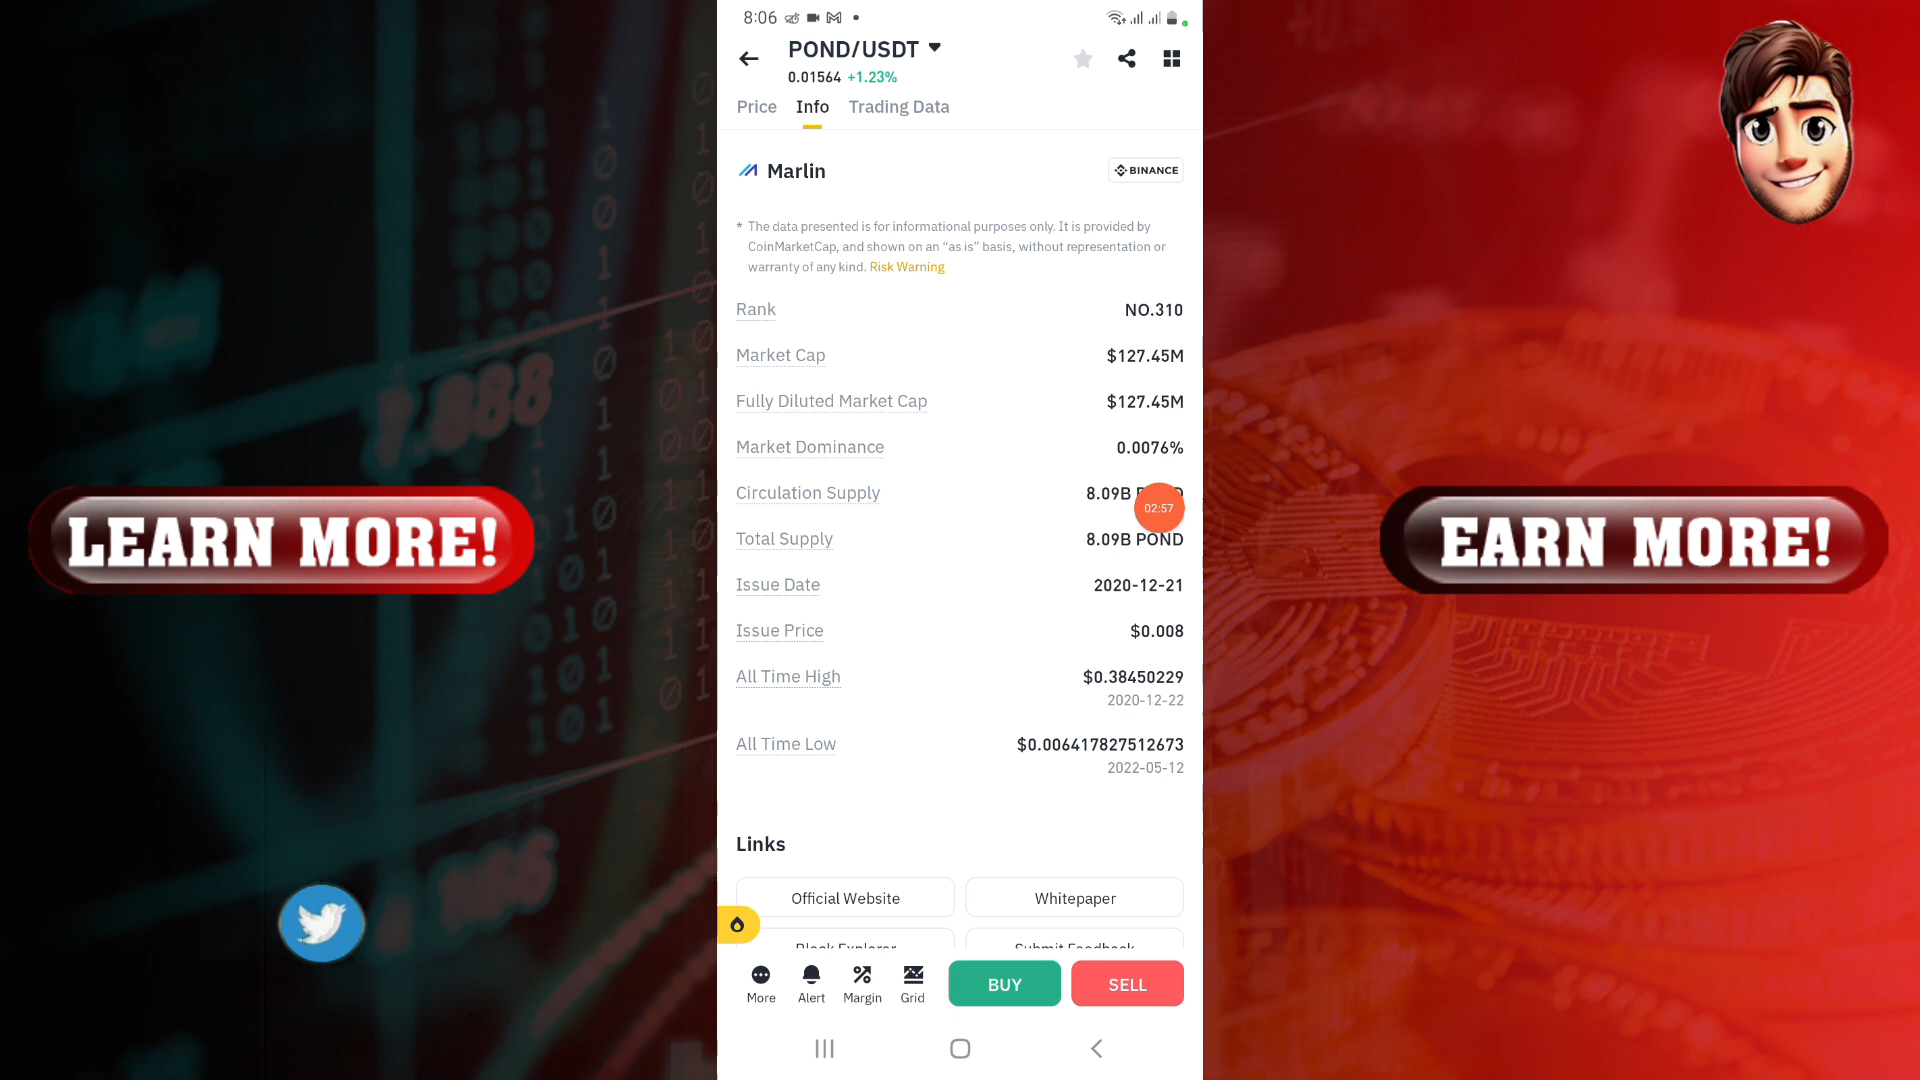 8:06
POND/USDT
0.01564 +1.23%
Price Info Trading Data
Marlin
BINANCE
* The data presented is for informational purposes only. It is provided by
CoinMarketCap, and shown on an “as is” basis, without representation or
warranty of any kind. Risk Warning
Rank NO.310
Market Cap $127.45M
Fully Diluted Market Cap $127.45M
Market Dominance 0.0076%
Circulation Supply 8.09B
02:57
Total Supply 8.09B POND
Issue Date 2020-12-21
Issue Price $0.008
All Time High $0.38450229
2020-12-22
All Time Low $0.006417827512673
2022-05-12
Links
Official Website Whitepaper
Block Explorer Submit Feedback
More Alert Margin Grid BUY SELL
LEARN MORE!
EARN MORE!